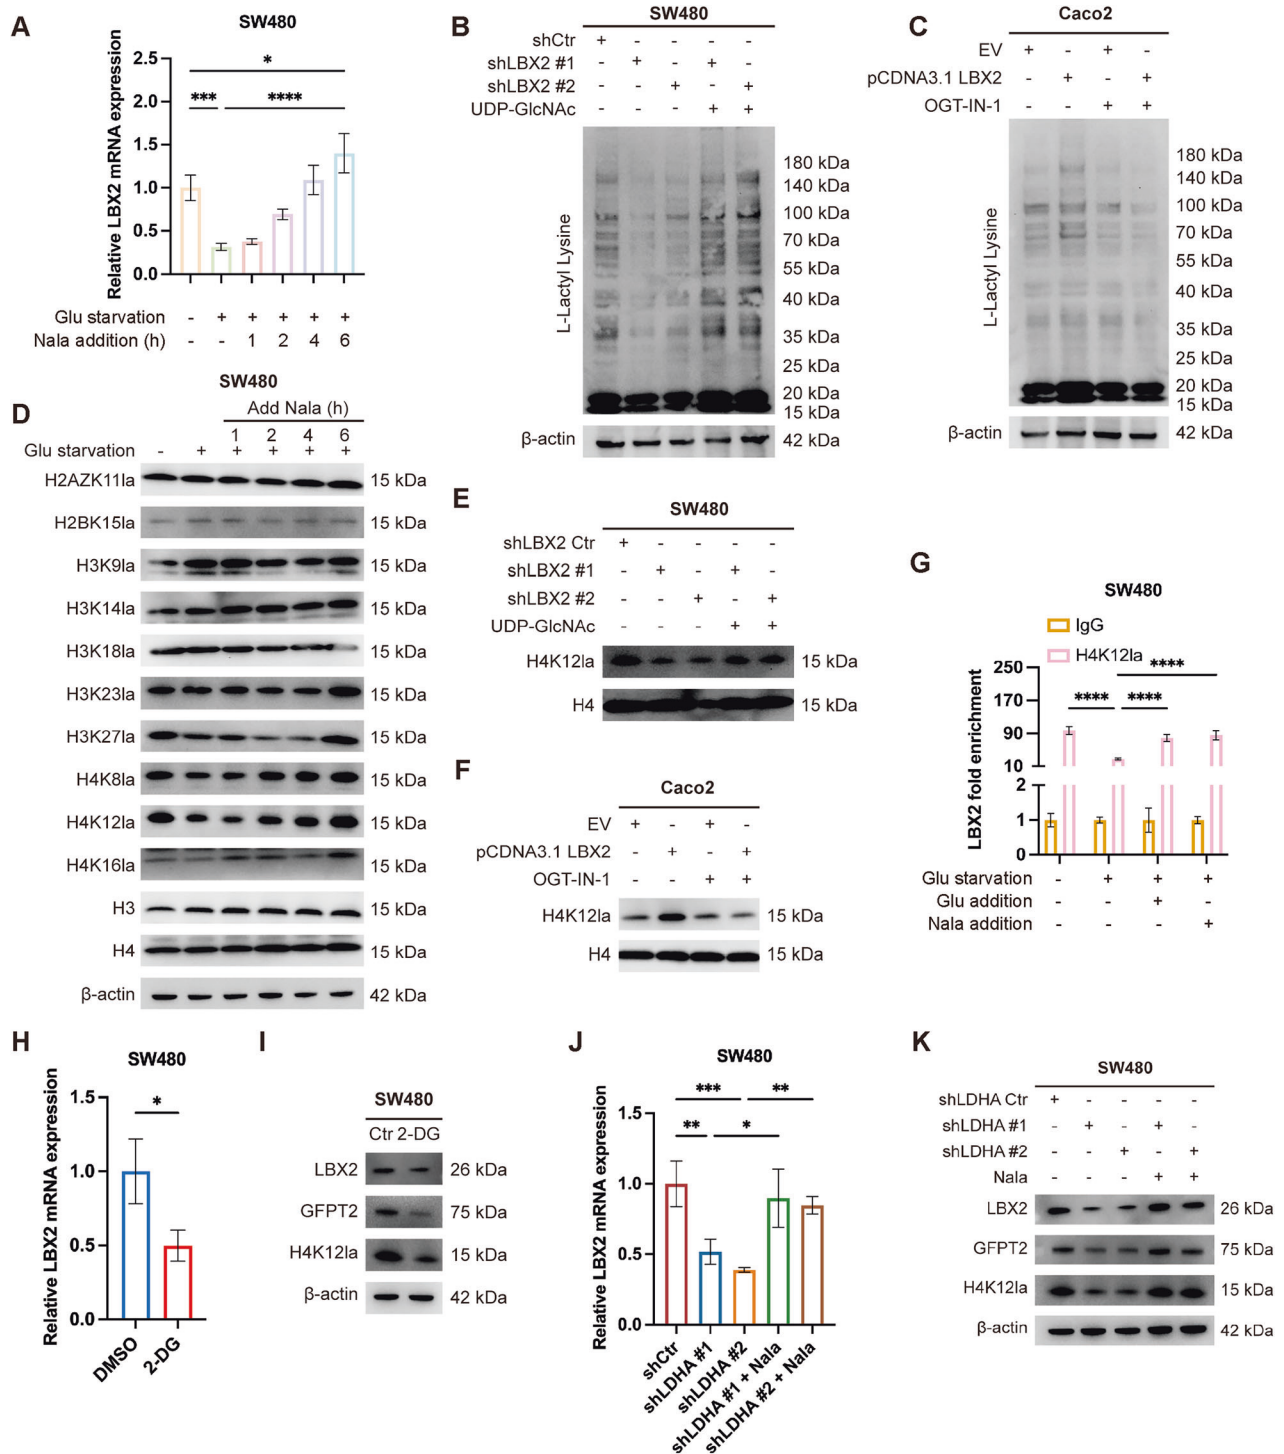 A
SW480
Relative LBX2 mRNA expression
2.5
2.0
1.5
1.0
0.5
0.0
*
*** ****
Glu starvation - + + + + +
Nala addition (h) - - 1 2 4 6
B
SW480
shCtr + - - - -
shLBX2 #1 - + - + -
shLBX2 #2 - - + - +
UDP-GlcNAc - - - + +
L-Lactyl Lysine
180 kDa
140 kDa
100 kDa
70 kDa
55 kDa
40 kDa
35 kDa
25 kDa
20 kDa
15 kDa
β-actin 42 kDa
C
Caco2
EV + - + -
pCDNA3.1 LBX2 - + - +
OGT-IN-1 - - + +
L-Lactyl Lysine
180 kDa
140 kDa
100 kDa
70 kDa
55 kDa
40 kDa
35 kDa
25 kDa
20 kDa
15 kDa
β-actin 42 kDa
D
SW480
Add Nala (h)
1 2 4 6
Glu starvation - + + + + +
H2AZK11la 15 kDa
H2BK15la 15 kDa
H3K9la 15 kDa
H3K14la 15 kDa
H3K18la 15 kDa
H3K23la 15 kDa
H3K27la 15 kDa
H4K8la 15 kDa
H4K12la 15 kDa
H4K16la 15 kDa
H3 15 kDa
H4 15 kDa
β-actin 42 kDa
E
SW480
shLBX2 Ctr + - - - -
shLBX2 #1 - + - + -
shLBX2 #2 - - + - +
UDP-GlcNAc - - - + +
H4K12la 15 kDa
H4 15 kDa
F
Caco2
EV + - + -
pCDNA3.1 LBX2 - + - +
OGT-IN-1 - - + +
H4K12la 15 kDa
H4 15 kDa
G
SW480
IgG
H4K12la
LBX2 fold enrichment
250
170
90
10
2
1
0
****
**** ****
Glu starvation - + + +
Glu addition - - + -
Nala addition - - - +
H
SW480
Relative LBX2 mRNA expression
1.5
1.0
0.5
0.0
*
DMSO
2-DG
I
SW480
Ctr 2-DG
LBX2 26 kDa
GFPT2 75 kDa
H4K12la 15 kDa
β-actin 42 kDa
J
SW480
Relative LBX2 mRNA expression
1.5
1.0
0.5
0.0
*** **
** *
shCtr
shLDHA #1
shLDHA #2
shLDHA #1 + Nala
shLDHA #2 + Nala
K
SW480
shLDHA Ctr + - - - -
shLDHA #1 - + - + -
shLDHA #2 - - + - +
Nala - - - + +
LBX2 26 kDa
GFPT2 75 kDa
H4K12la 15 kDa
β-actin 42 kDa